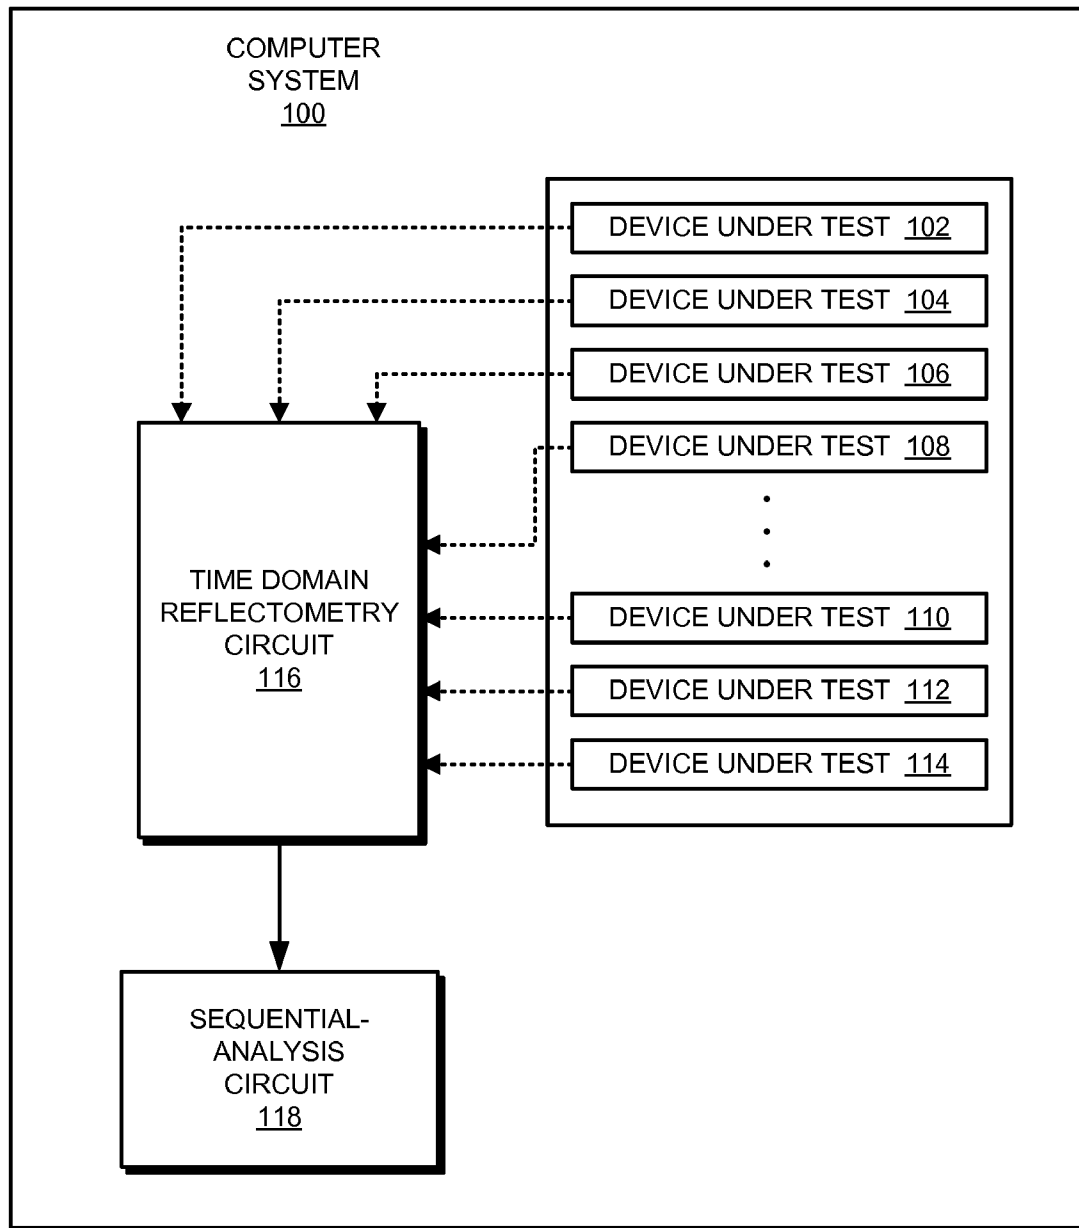 COMPUTER
SYSTEM
100
DEVICE UNDER TEST 102
DEVICE UNDER TEST 104
DEVICE UNDER TEST 106
DEVICE UNDER TEST 108
DEVICE UNDER TEST 110
DEVICE UNDER TEST 112
DEVICE UNDER TEST 114
TIME DOMAIN
REFLECTOMETRY
CIRCUIT
116
SEQUENTIAL-
ANALYSIS
CIRCUIT
118